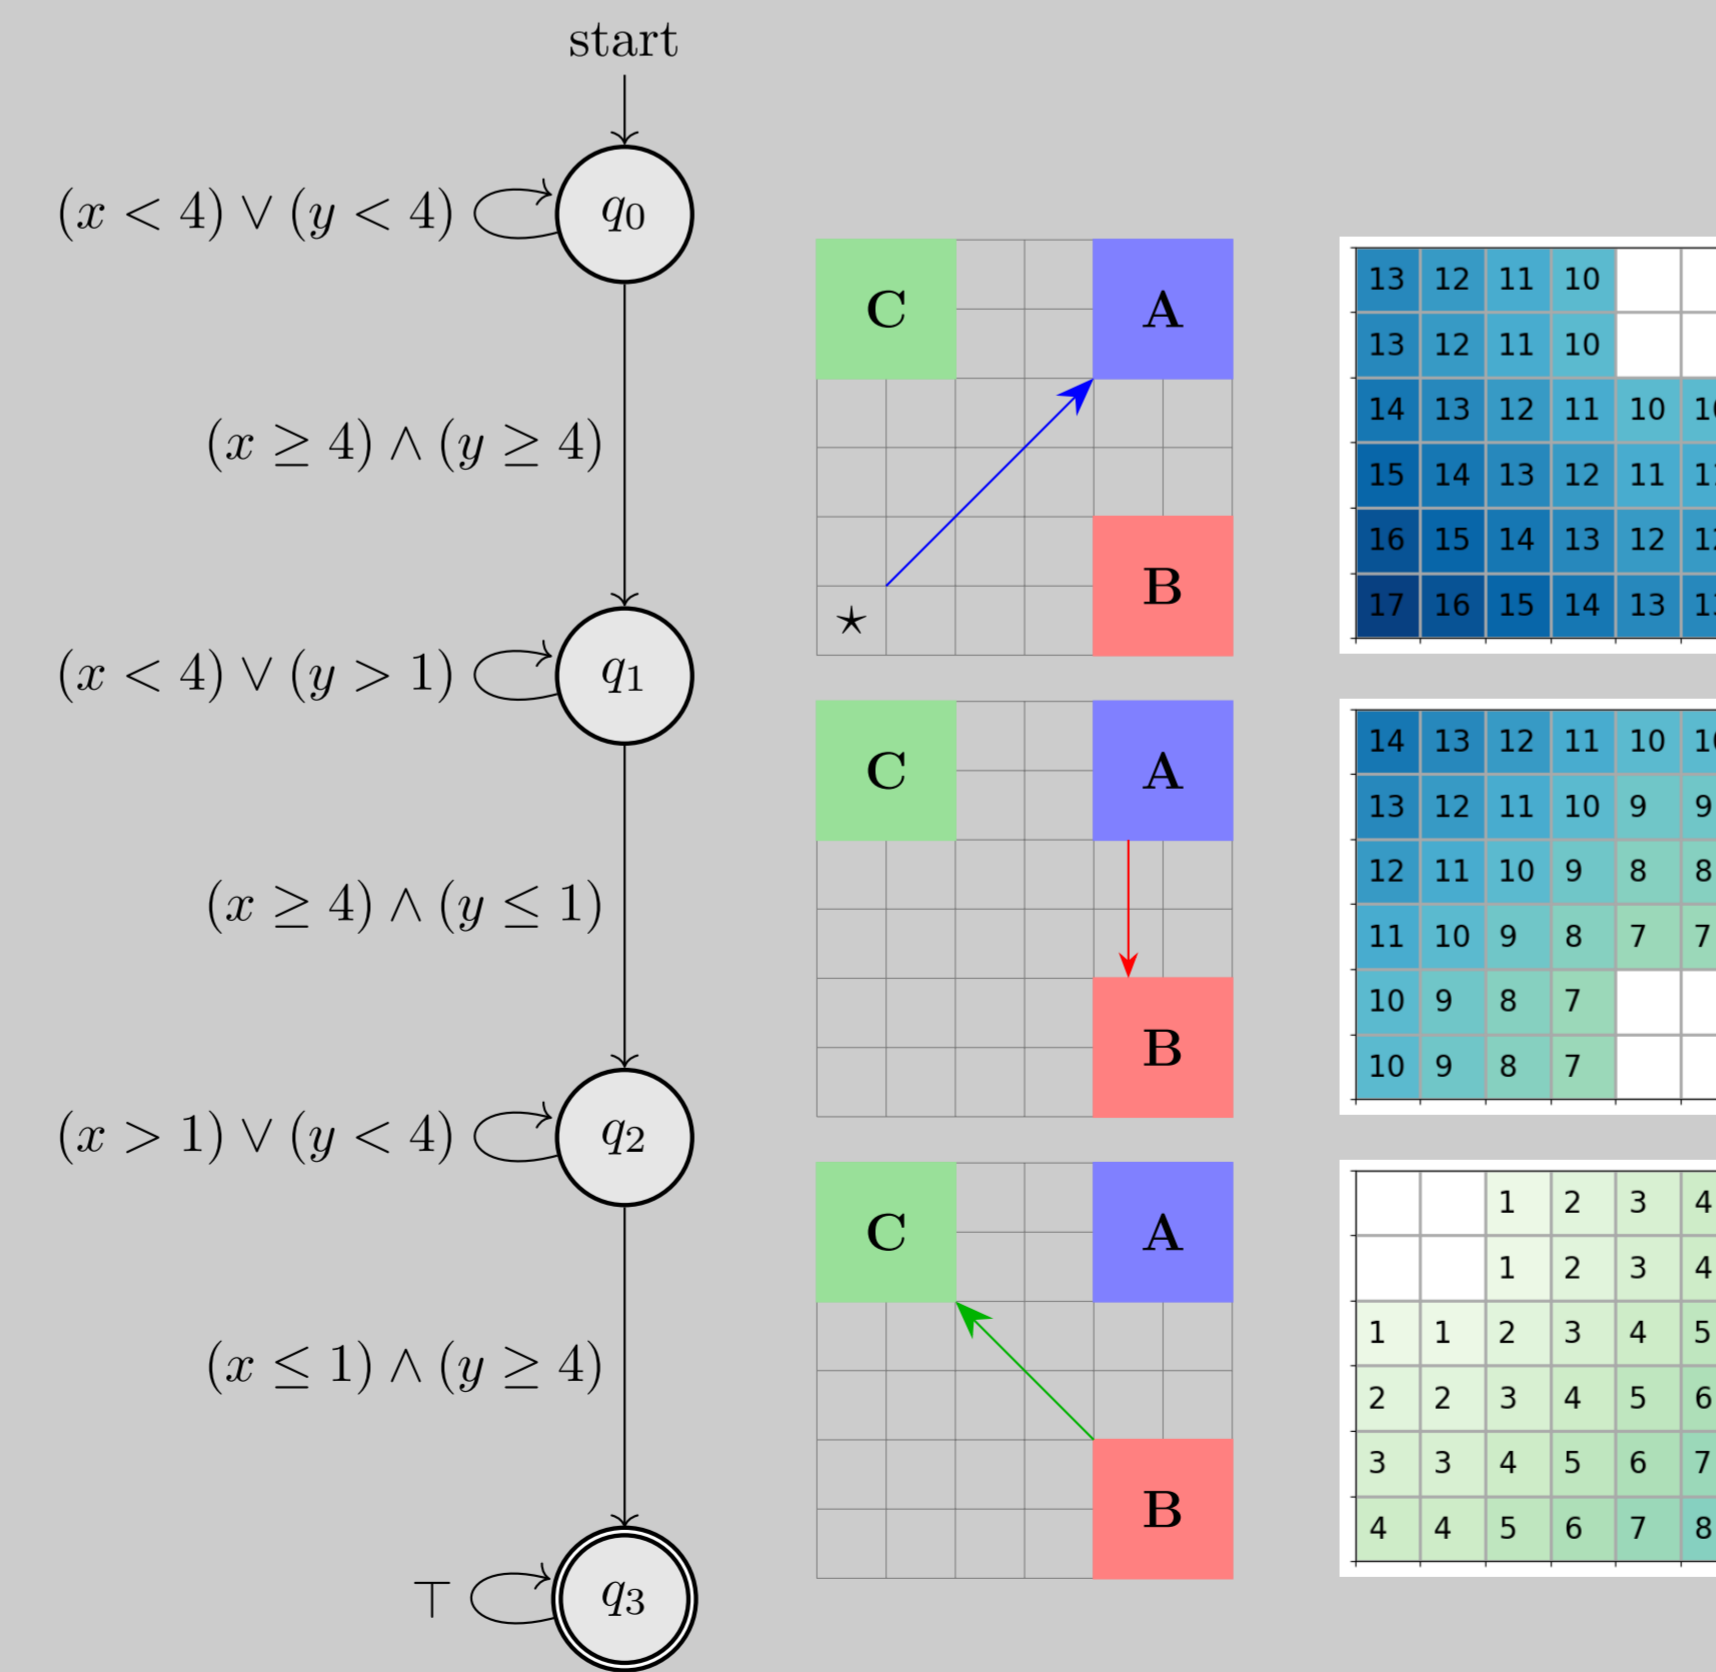 start
(x < 4) ∨ (y < 4)
q₀
(x ≥ 4) ∧ (y ≥ 4)
(x < 4) ∨ (y > 1)
q₁
(x ≥ 4) ∧ (y ≤ 1)
(x > 1) ∨ (y < 4)
q₂
(x ≤ 1) ∧ (y ≥ 4)
⊤
q₃
C A
B
⋆
C A
B
C A
B
13 12 11 10
13 12 11 10
14 13 12 11 10
15 14 13 12 11
16 15 14 13 12
17 16 15 14 13
14 13 12 11 10
13 12 11 10 9 9
12 11 10 9 8 8
11 10 9 8 7 7
10 9 8 7
10 9 8 7
1 2 3 4
1 2 3 4
1 1 2 3 4 5
2 2 3 4 5 6
3 3 4 5 6 7
4 4 5 6 7 8